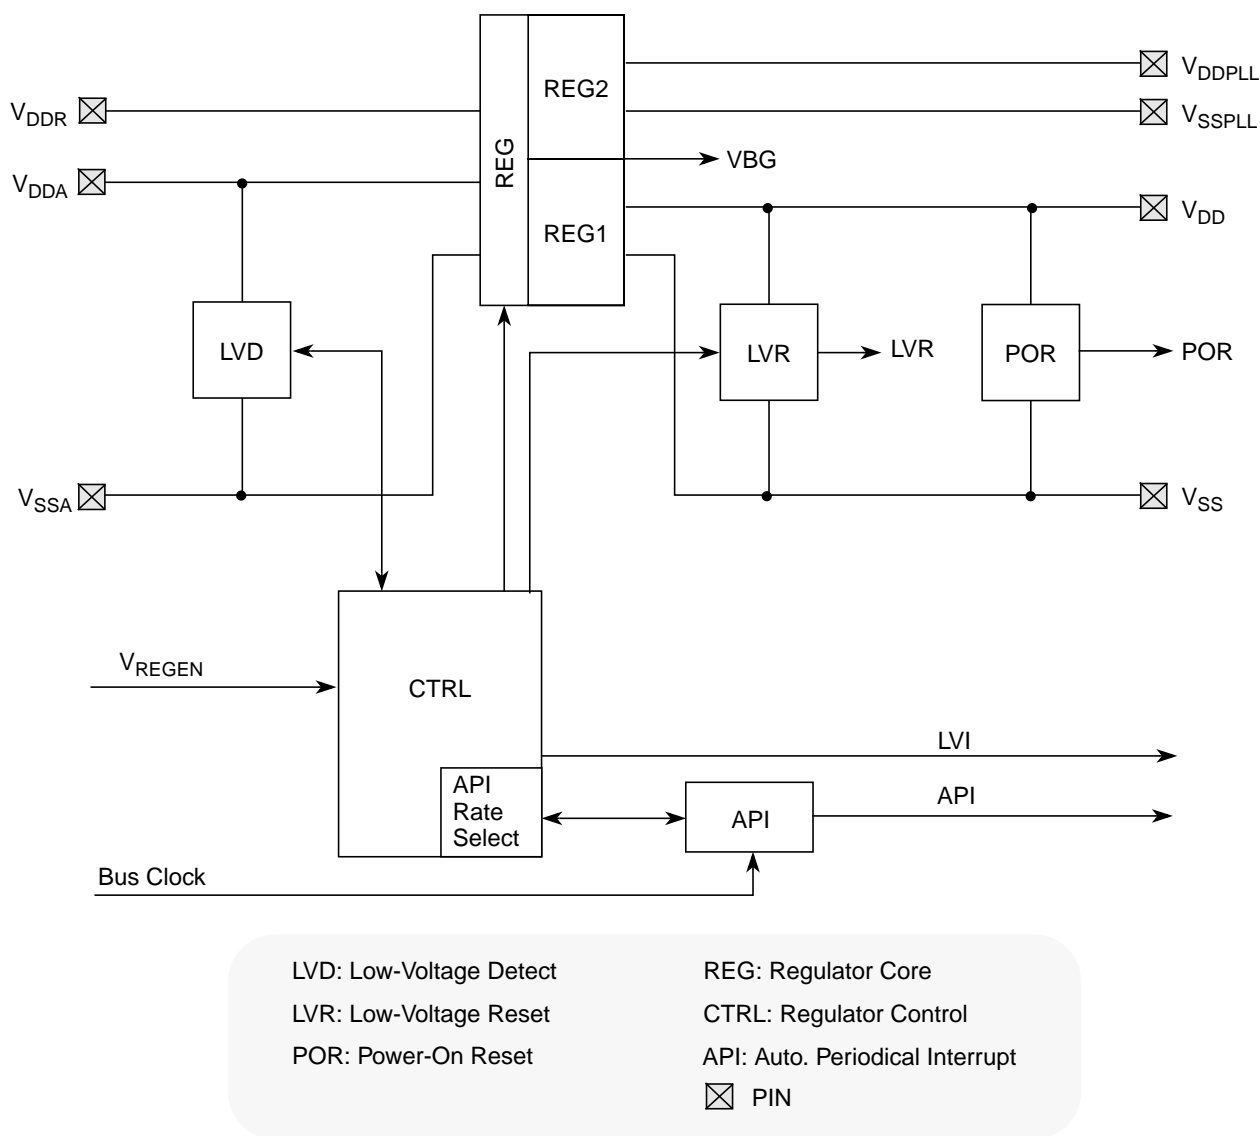 VDDPLL
REG2
VDDR
VSSPLL
REG
VBG
VDDA
VDD
REG1
LVD
LVR
LVR
POR
POR
VSSA
VSS
VREGEN
CTRL
LVI
API
Rate
Select
API
API
Bus Clock
LVD: Low-Voltage Detect
LVR: Low-Voltage Reset
POR: Power-On Reset
REG: Regulator Core
CTRL: Regulator Control
API: Auto. Periodical Interrupt
PIN